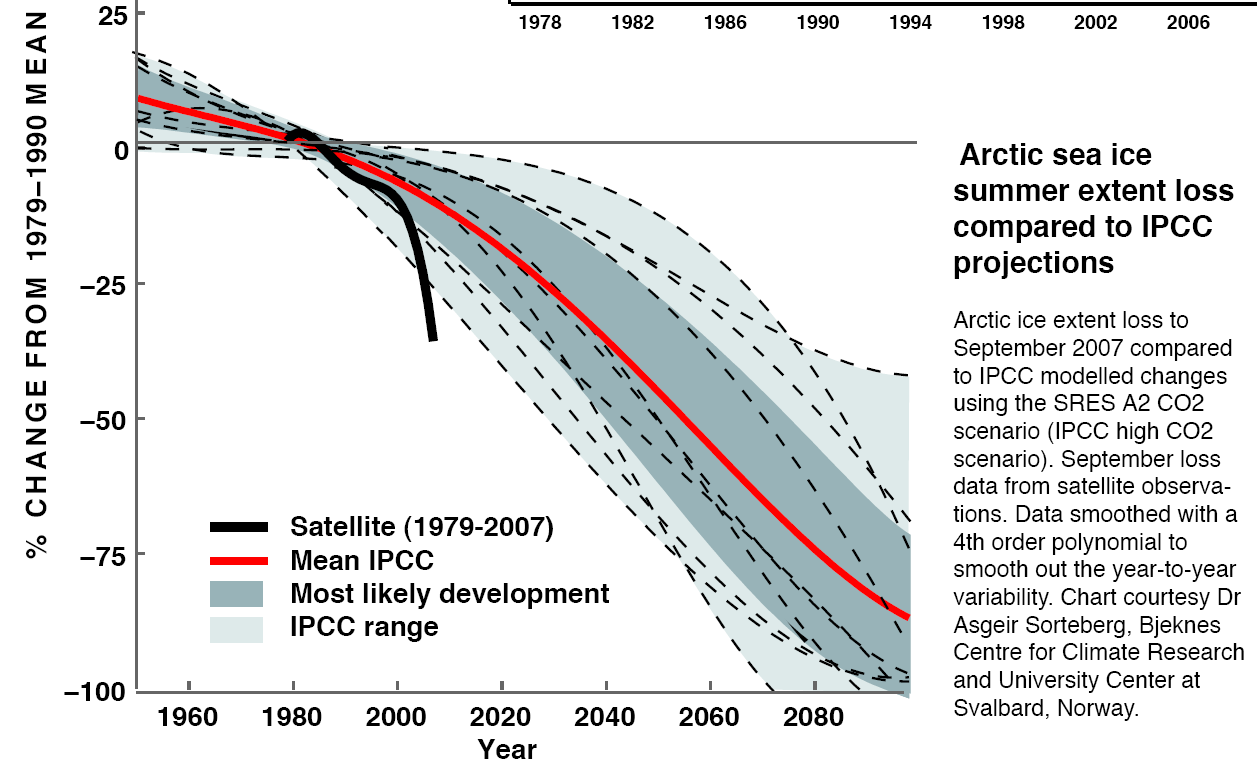 1978 1982 1986 1990 1994 1998 2002 2006
% CHANGE FROM 1979–1990 MEAN
25
0
−25
−50
−75
−100
Satellite (1979-2007)
Mean IPCC
Most likely development
IPCC range
1960 1980 2000 2020 2040 2060 2080
Year
Arctic sea ice
summer extent loss
compared to IPCC
projections
Arctic ice extent loss to
September 2007 compared
to IPCC modelled changes
using the SRES A2 CO2
scenario (IPCC high CO2
scenario). September loss
data from satellite observa-
tions. Data smoothed with a
4th order polynomial to
smooth out the year-to-year
variability. Chart courtesy Dr
Asgeir Sorteberg, Bjeknes
Centre for Climate Research
and University Center at
Svalbard, Norway.